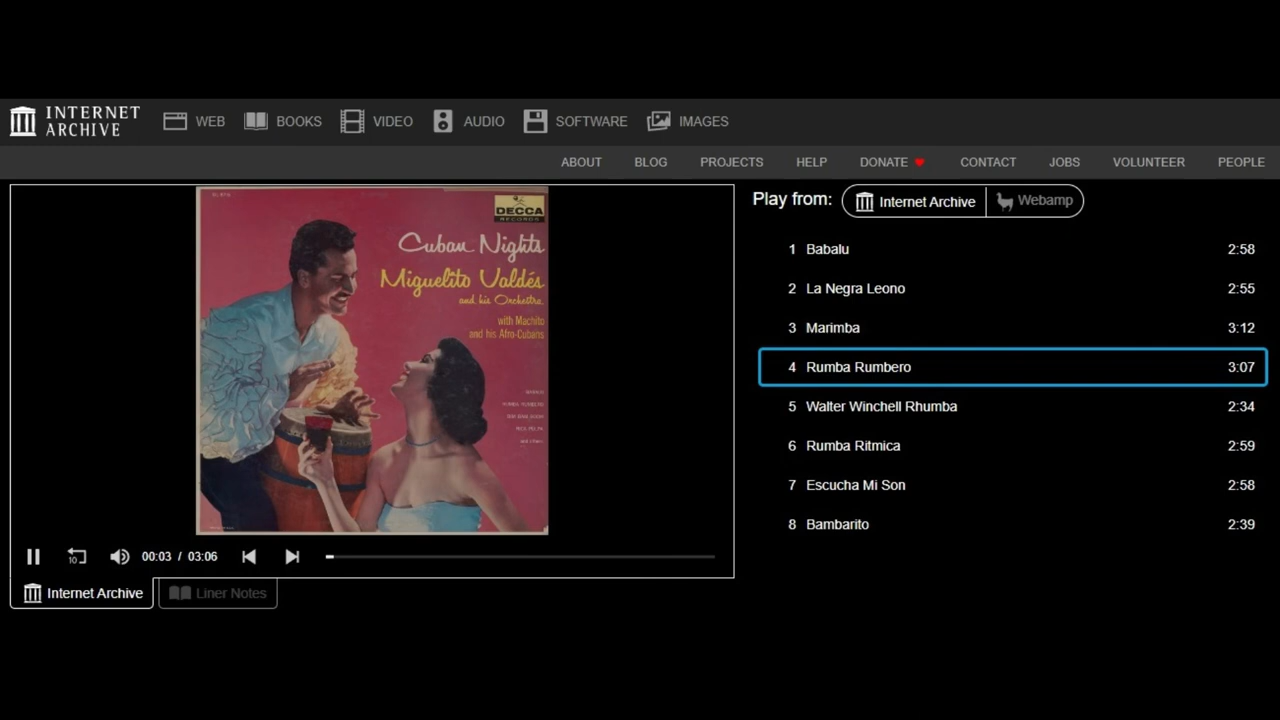 INTERNET ARCHIVE
WEB BOOKS VIDEO AUDIO SOFTWARE IMAGES
ABOUT BLOG PROJECTS HELP DONATE CONTACT JOBS VOLUNTEER PEOPLE
DECCA
RECORDS
Cuban Nights
Miguelito Valdés
and his Orchestra
with Machito
and his Afro-Cubans
00:03 / 03:06
10
Internet Archive Liner Notes
Play from: Internet Archive Webamp
1 Babalu 2:58
2 La Negra Leono 2:55
3 Marimba 3:12
4 Rumba Rumbero 3:07
5 Walter Winchell Rhumba 2:34
6 Rumba Ritmica 2:59
7 Escucha Mi Son 2:58
8 Bambarito 2:39